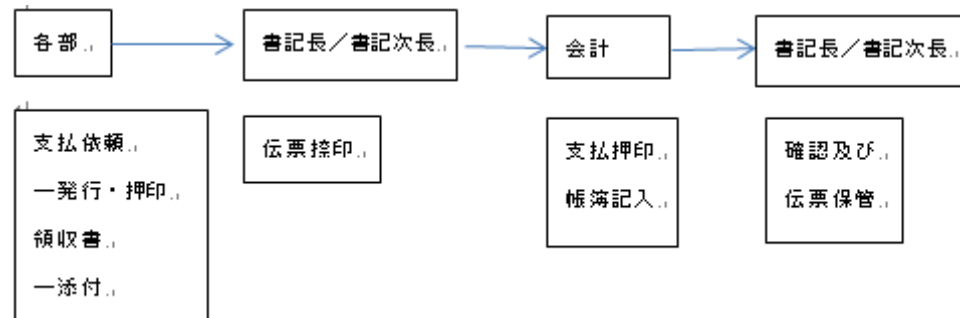 各部
書記長／書記次長
会計
書記長／書記次長
支払依頼
―発行・押印
領収書
―添付
伝票捺印
支払押印
帳簿記入
確認及び
伝票保管